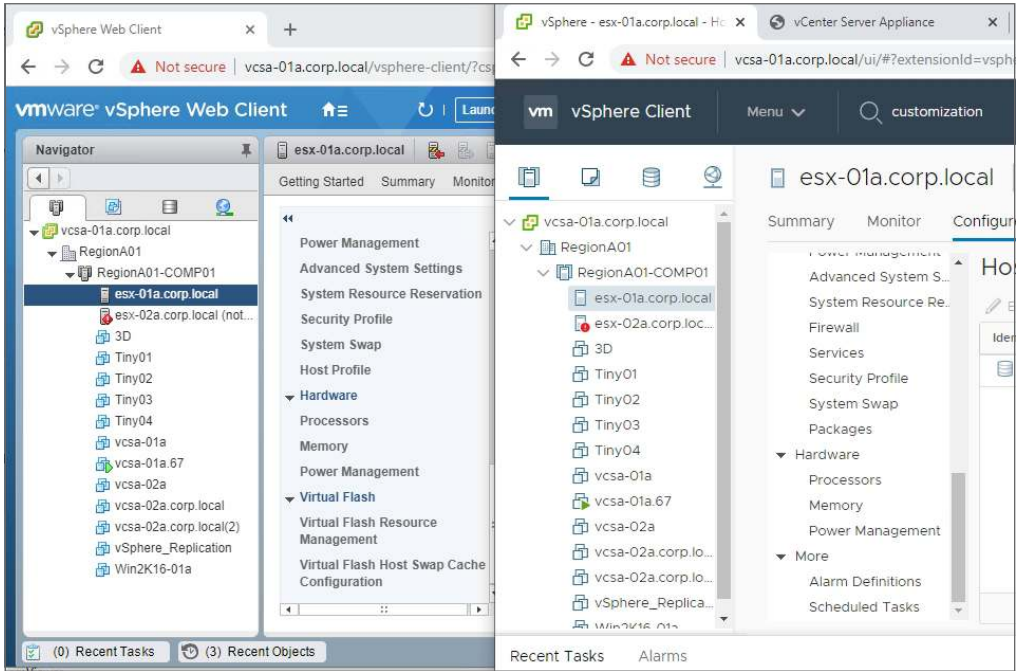 vSphere Web Client
Not secure | vcsa-01a.corp.local/vsphere-client/?csp
vmware® vSphere Web Client
Laun
Navigator
vcsa-01a.corp.local
RegionA01
RegionA01-COMP01
esx-01a.corp.local
esx-02a.corp.local (not...
3D
Tiny01
Tiny02
Tiny03
Tiny04
vcsa-01a
vcsa-01a.67
vcsa-02a
vcsa-02a.corp.local
vcsa-02a.corp.local(2)
vSphere_Replication
Win2K16-01a
esx-01a.corp.local
Getting Started Summary Monitor
Power Management
Advanced System Settings
System Resource Reservation
Security Profile
System Swap
Host Profile
Hardware
Processors
Memory
Power Management
Virtual Flash
Virtual Flash Resource
Management
Virtual Flash Host Swap Cache
Configuration
(0) Recent Tasks (3) Recent Objects
vSphere - esx-01a.corp.local - Ho
vCenter Server Appliance
Not secure | vcsa-01a.corp.local/ui/#?extensionId=vsphe
vm vSphere Client Menu customization
vcsa-01a.corp.local
RegionA01
RegionA01-COMP01
esx-01a.corp.local
esx-02a.corp.loc...
3D
Tiny01
Tiny02
Tiny03
Tiny04
vcsa-01a
vcsa-01a.67
vcsa-02a
vcsa-02a.corp.lo...
vcsa-02a.corp.lo...
vSphere_Replica...
Win2K16-01a
esx-01a.corp.local
Summary Monitor Configur
Power Management
Advanced System S...
System Resource Re..
Firewall
Services
Security Profile
System Swap
Packages
Hardware
Processors
Memory
Power Management
More
Alarm Definitions
Scheduled Tasks
Hos
E
Iden
Recent Tasks Alarms